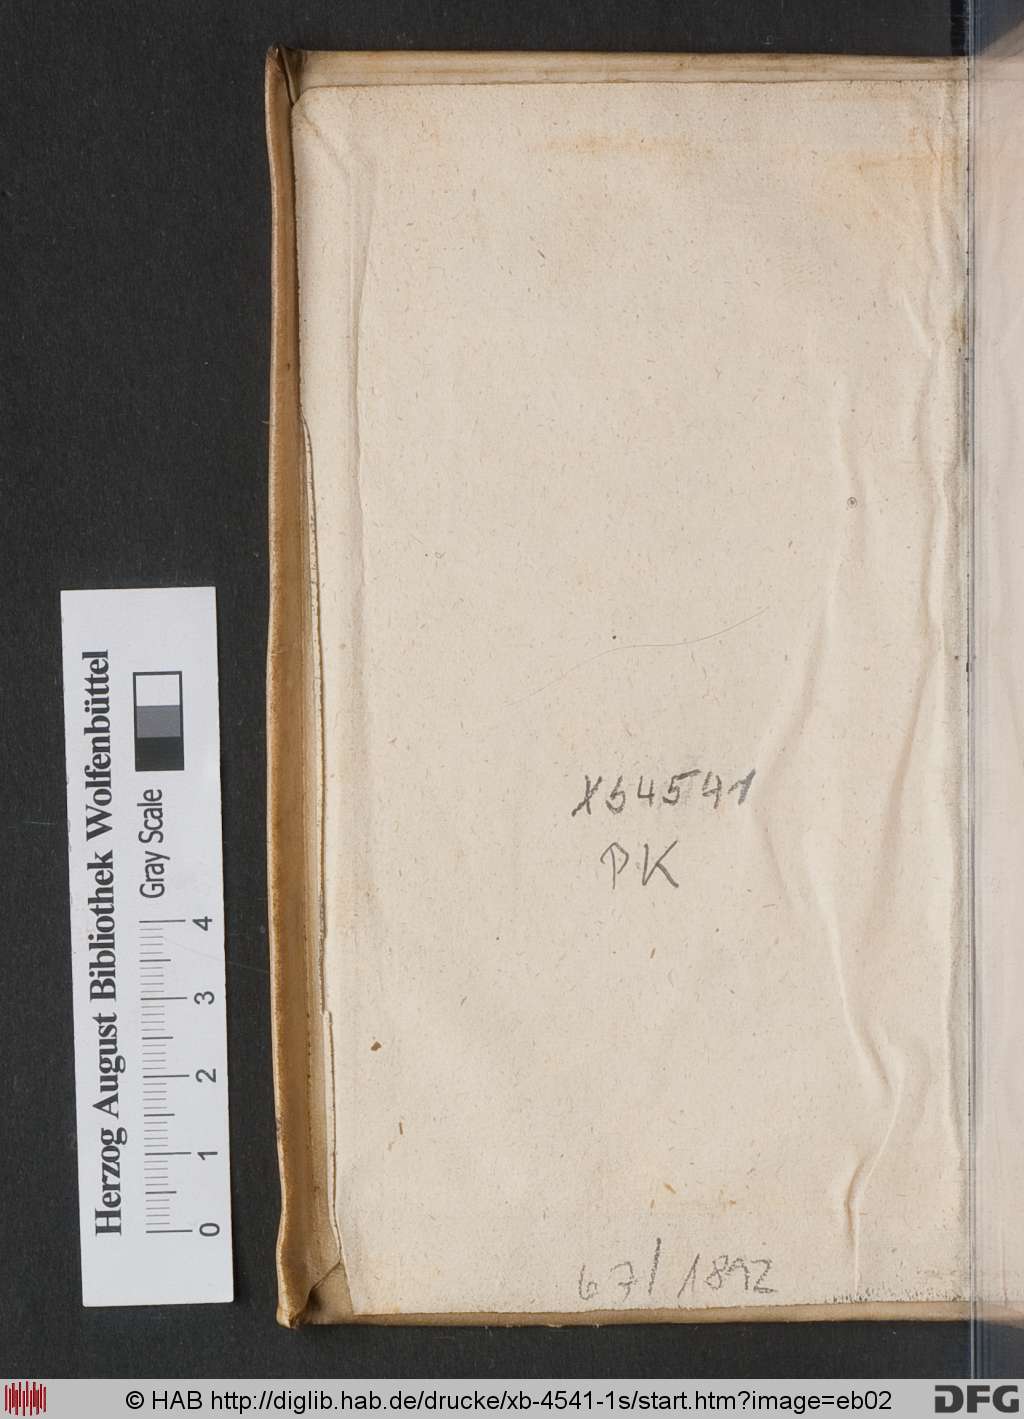 Herzog August Bibliothek Wolfenbüttel
Gray Scale
0 1 2 3 4
Xb4541
PK
67/1892
© HAB http://diglib.hab.de/drucke/xb-4541-1s/start.htm?image=eb02
DFG